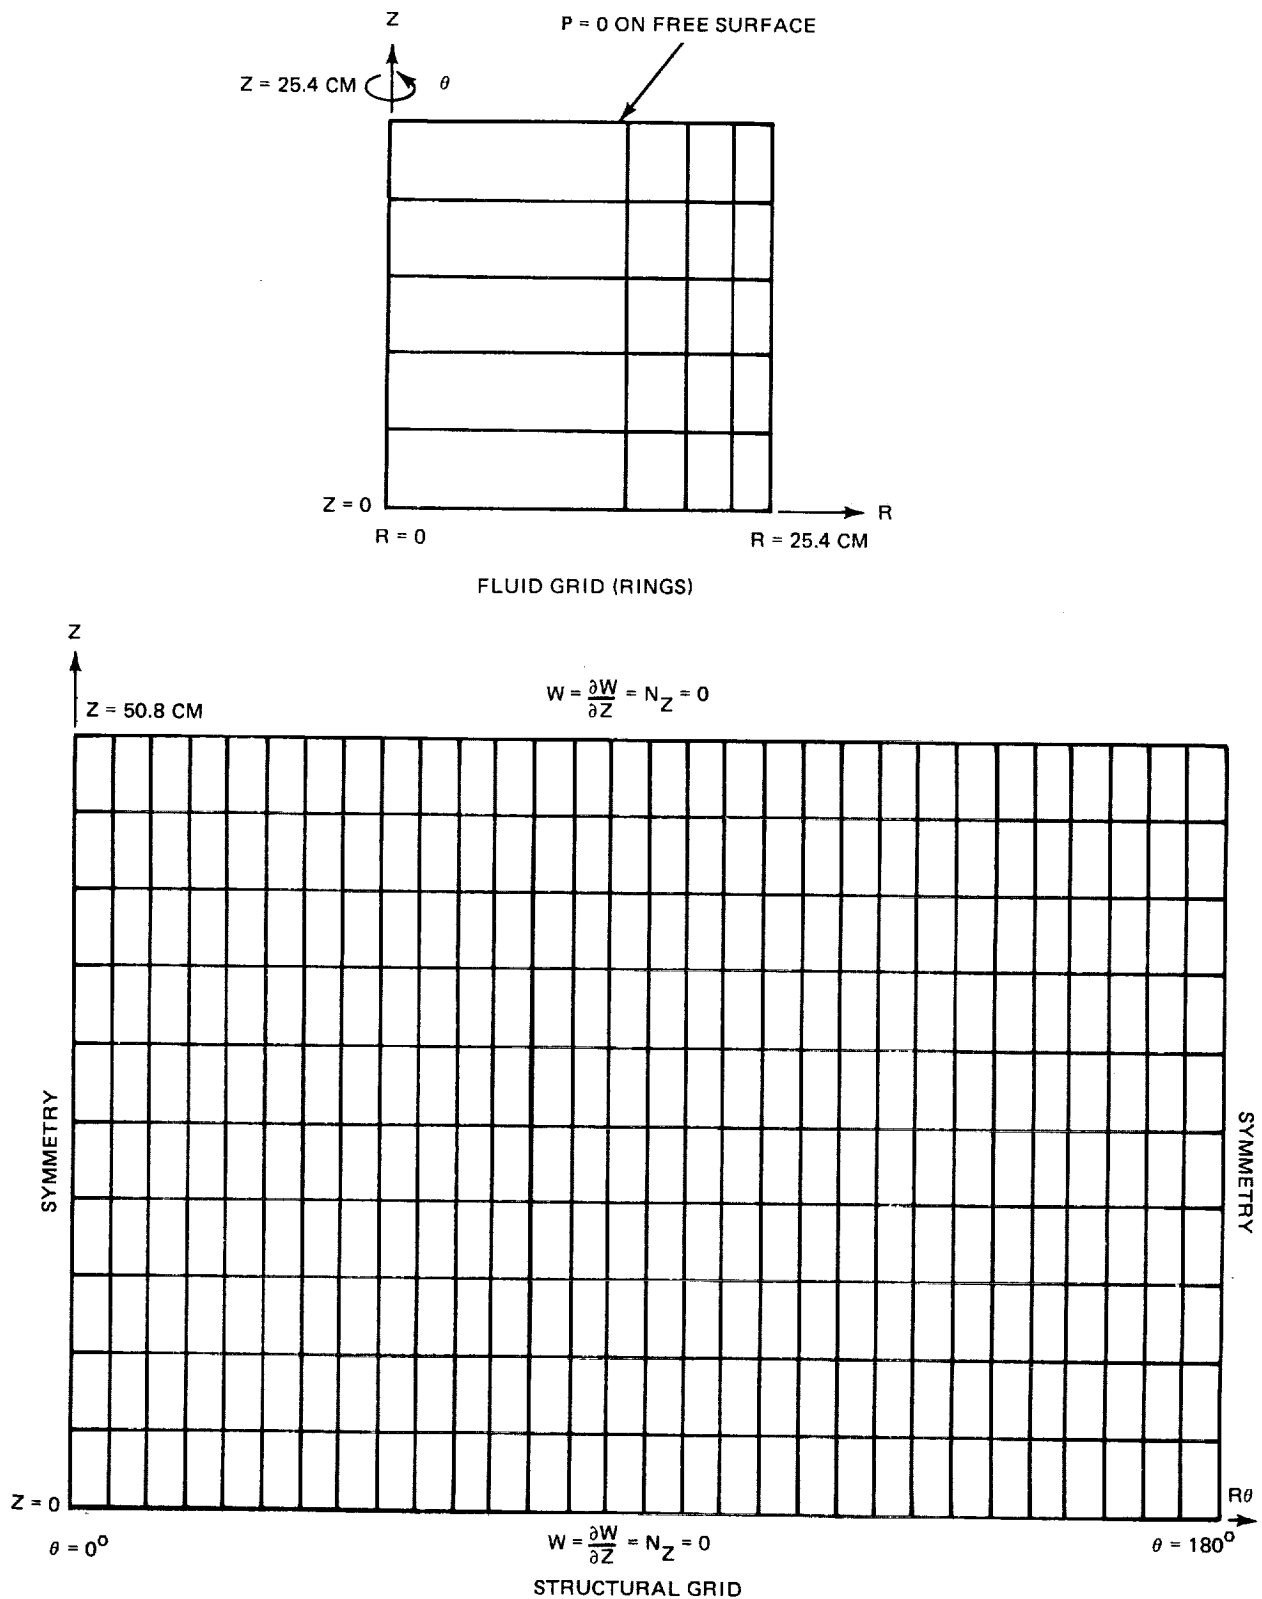 Z
P = 0 ON FREE SURFACE
Z = 25.4 CM
θ
Z = 0
R
R = 0
R = 25.4 CM
FLUID GRID (RINGS)
Z
Z = 50.8 CM
W = ∂W/∂Z = N_Z = 0
SYMMETRY
SYMMETRY
Z = 0
Rθ
θ = 0°
W = ∂W/∂Z = N_Z = 0
θ = 180°
STRUCTURAL GRID